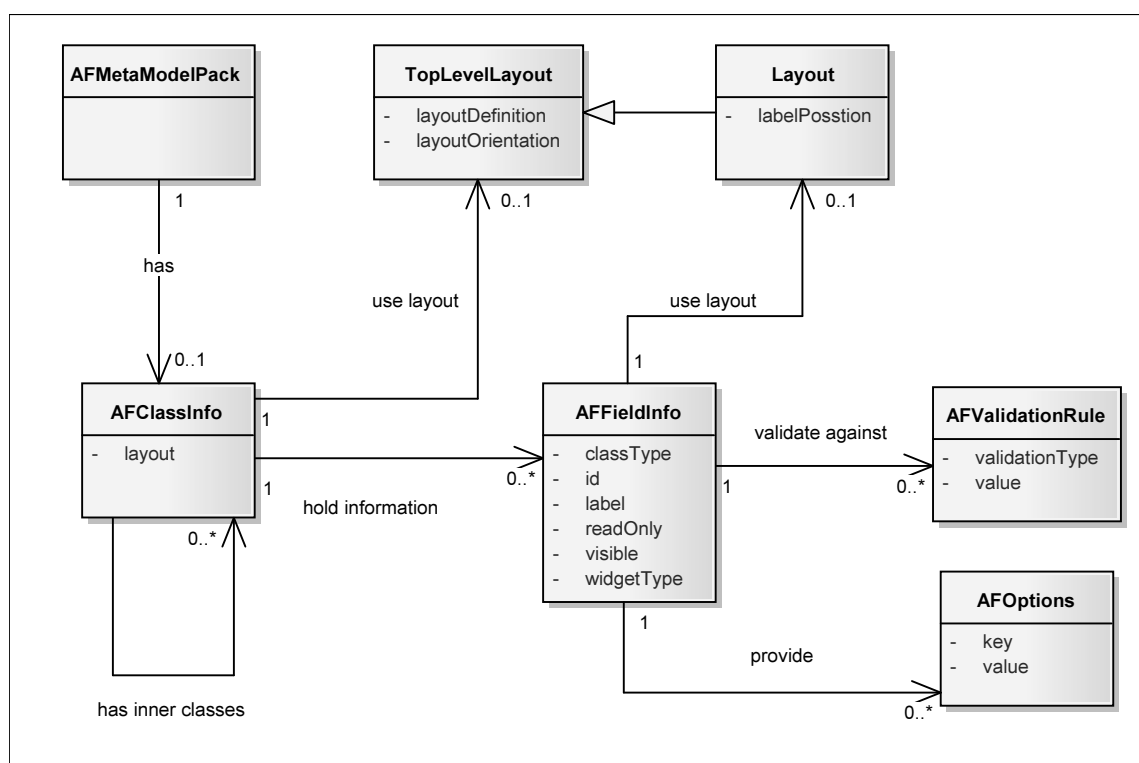 AFMetaModelPack
TopLevelLayout
- layoutDefinition
- layoutOrientation
Layout
- labelPosstion
1
0..1
0..1
has
use layout
use layout
0..1
1
AFClassInfo
- layout
1
1
0..*
hold information
0..*
has inner classes
AFFieldInfo
- classType
- id
- label
- readOnly
- visible
- widgetType
validate against
1
0..*
AFValidationRule
- validationType
- value
1
provide
0..*
AFOptions
- key
- value